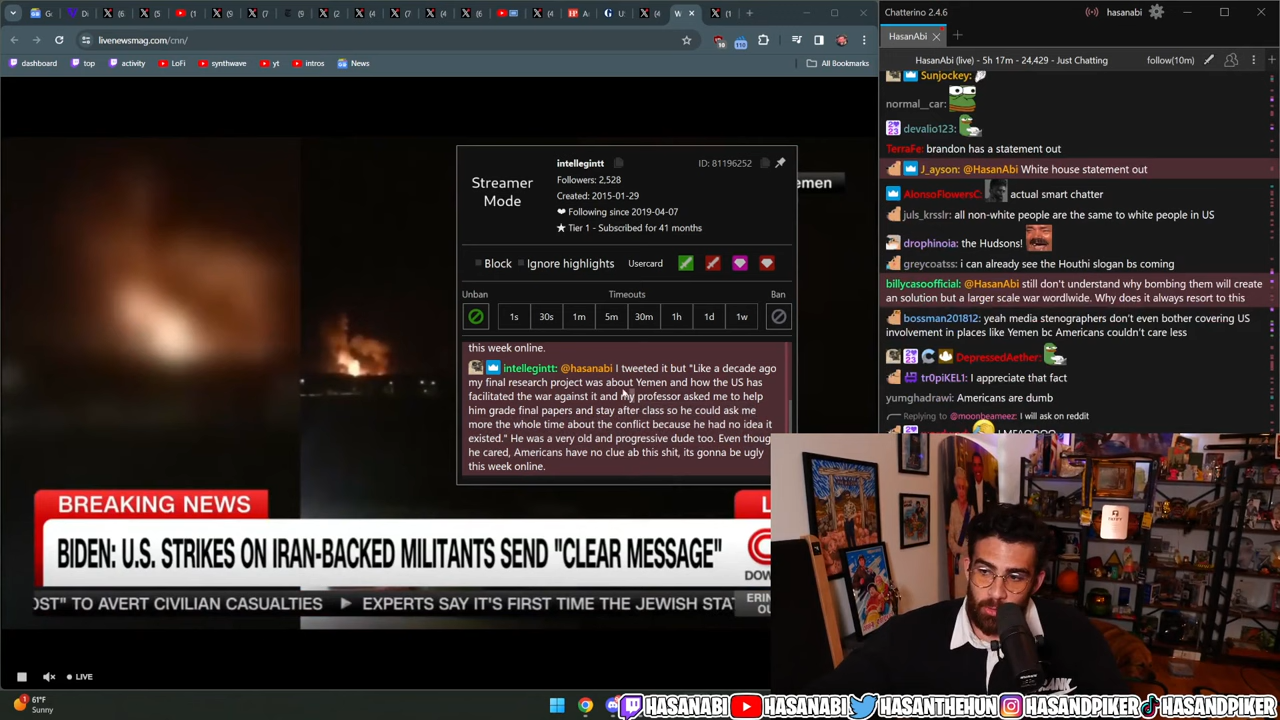 livenewsmag.com/cnn/
dashboard
top
activity
LoFi
synthwave
yt
intros
News
All Bookmarks
Streamer
Mode
intellegintt
ID: 81196252
Followers: 2,528
Created: 2015-01-29
Following since 2019-04-07
Tier 1 - Subscribed for 41 months
emen
Block
Ignore highlights
Usercard
Unban
Timeouts
Ban
1s
30s
1m
5m
30m
1h
1d
1w
this week online.
intellegintt: @hasanabi I tweeted it but "Like a decade ago
my final research project was about Yemen and how the US has
facilitated the war against it and my professor asked me to help
him grade final papers and stay after class so he could ask me
more the whole time about the conflict because he had no idea it
existed." He was a very old and progressive dude too. Even thoug
he cared, Americans have no clue ab this shit, its gonna be ugly
this week online.
BREAKING NEWS
BIDEN: U.S. STRIKES ON IRAN-BACKED MILITANTS SEND "CLEAR MESSAGE"
OST" TO AVERT CIVILIAN CASUALTIES
EXPERTS SAY IT'S FIRST TIME THE JEWISH STAT
LIVE
61°F
Sunny
Chatterino 2.4.6
hasanabi
HasanAbi
HasanAbi (live) - 5h 17m - 24,429 - Just Chatting
follow(10m)
Sunjockey:
normal__car:
devalio123:
TerraFe: brandon has a statement out
J_ayson: @HasanAbi White house statement out
AlonsoFlowersC: actual smart chatter
juls_krsslr: all non-white people are the same to white people in US
drophinoia: the Hudsons!
greycoatss: i can already see the Houthi slogan bs coming
billycasoofficial: @HasanAbi still don't understand why bombing them will create
an solution but a larger scale war wordlwide. Why does it always resort to this
bossman201812: yeah media stenographers don't even bother covering US
involvement in places like Yemen bc Americans couldn't care less
DepressedAether:
tr0piKEL1: I appreciate that fact
yumghadrawi: Americans are dumb
Replying to @moonbeameez: I will ask on reddit
HASANABI
HASANABI
HASANTHEHUN
HASANDPIKER
HASANDPIKER